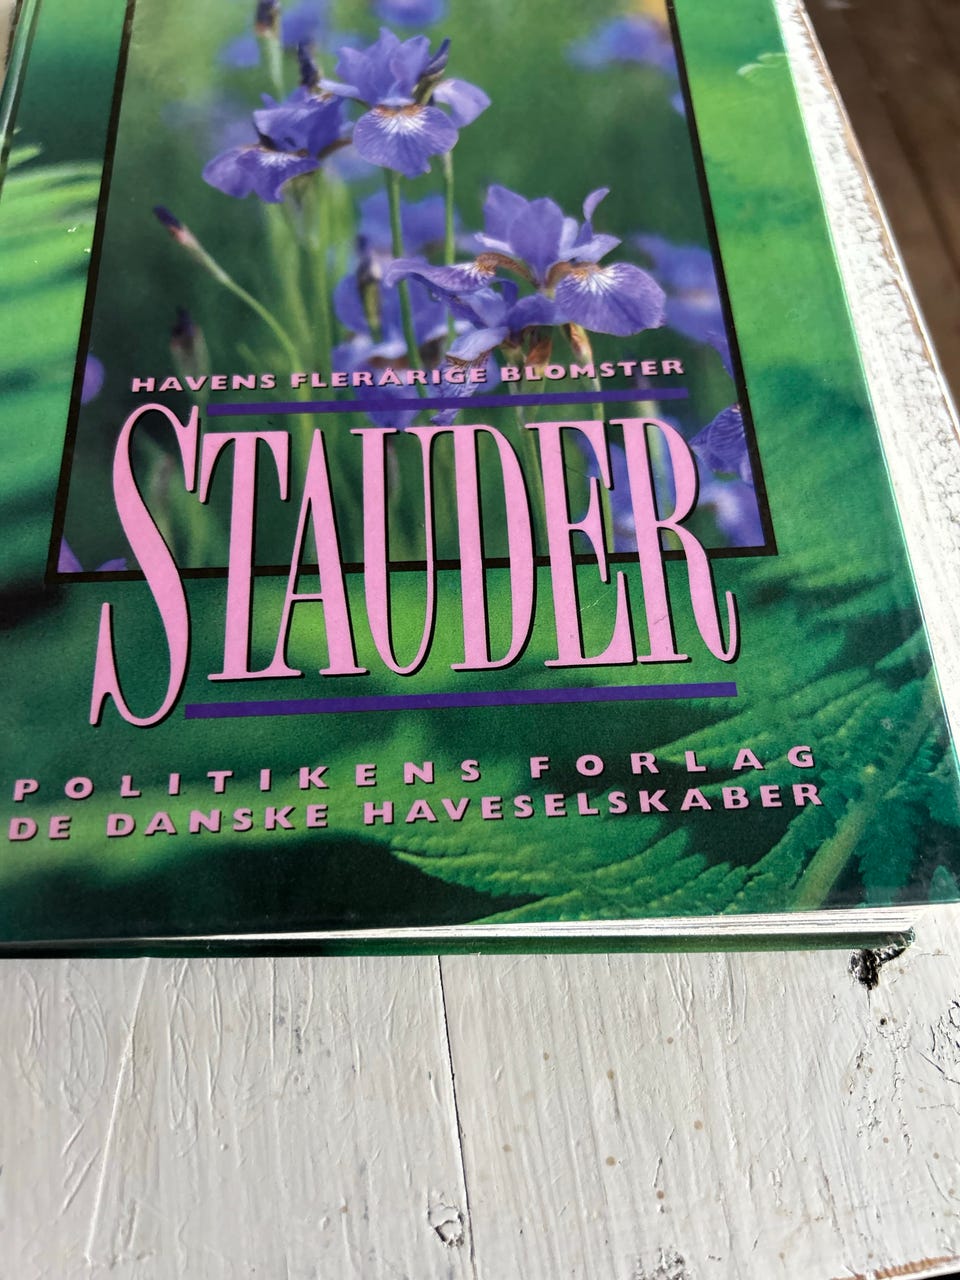 HAVENS FLERÅRIGE BLOMSTER
STAUDER
POLITIKENS FORLAG
DE DANSKE HAVESELSKABER